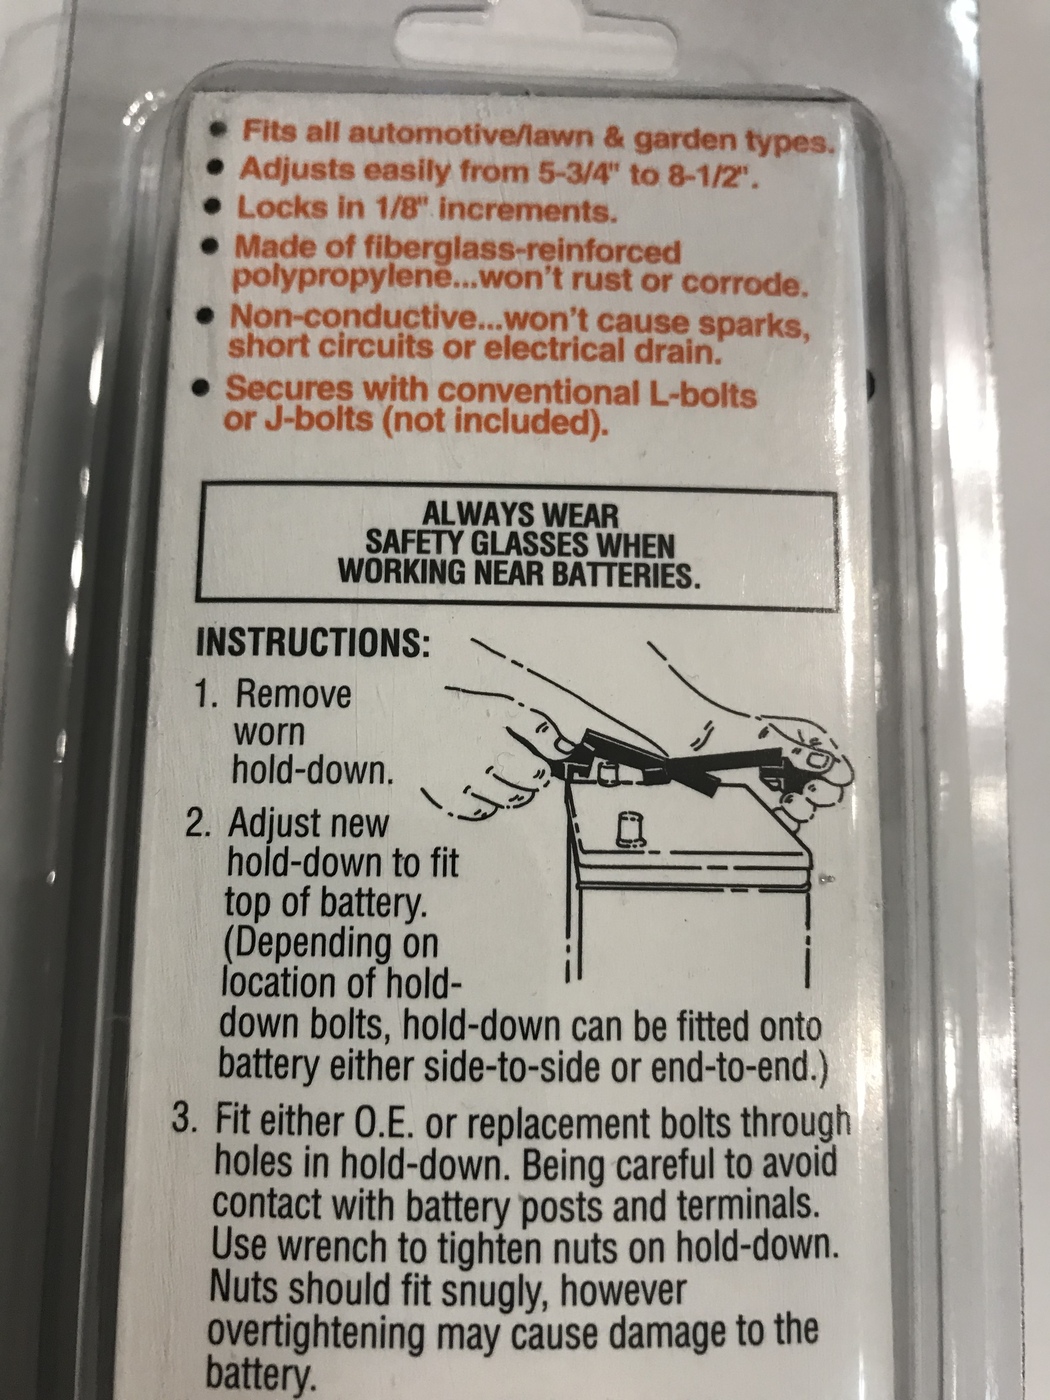 • Fits all automotive/lawn & garden types.
• Adjusts easily from 5-3/4" to 8-1/2".
• Locks in 1/8" increments.
• Made of fiberglass-reinforced
polypropylene...won't rust or corrode.
• Non-conductive...won't cause sparks,
short circuits or electrical drain.
• Secures with conventional L-bolts
or J-bolts (not included).
ALWAYS WEAR
SAFETY GLASSES WHEN
WORKING NEAR BATTERIES.
INSTRUCTIONS:
1. Remove
worn
hold-down.
2. Adjust new
hold-down to fit
top of battery.
(Depending on
location of hold-
down bolts, hold-down can be fitted onto
battery either side-to-side or end-to-end.)
3. Fit either O.E. or replacement bolts through
holes in hold-down. Being careful to avoid
contact with battery posts and terminals.
Use wrench to tighten nuts on hold-down.
Nuts should fit snugly, however
overtightening may cause damage to the
battery.